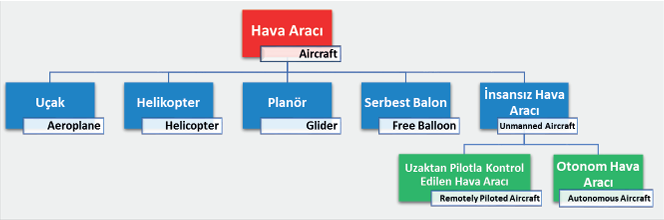 Hava Aracı
Aircraft
Uçak
Aeroplane
Helikopter
Helicopter
Planör
Glider
Serbest Balon
Free Balloon
İnsansız Hava
Aracı
Unmanned Aircraft
Uzaktan Pilotla Kontrol
Edilen Hava Aracı
Remotely Piloted Aircraft
Otonom Hava
Aracı
Autonomous Aircraft